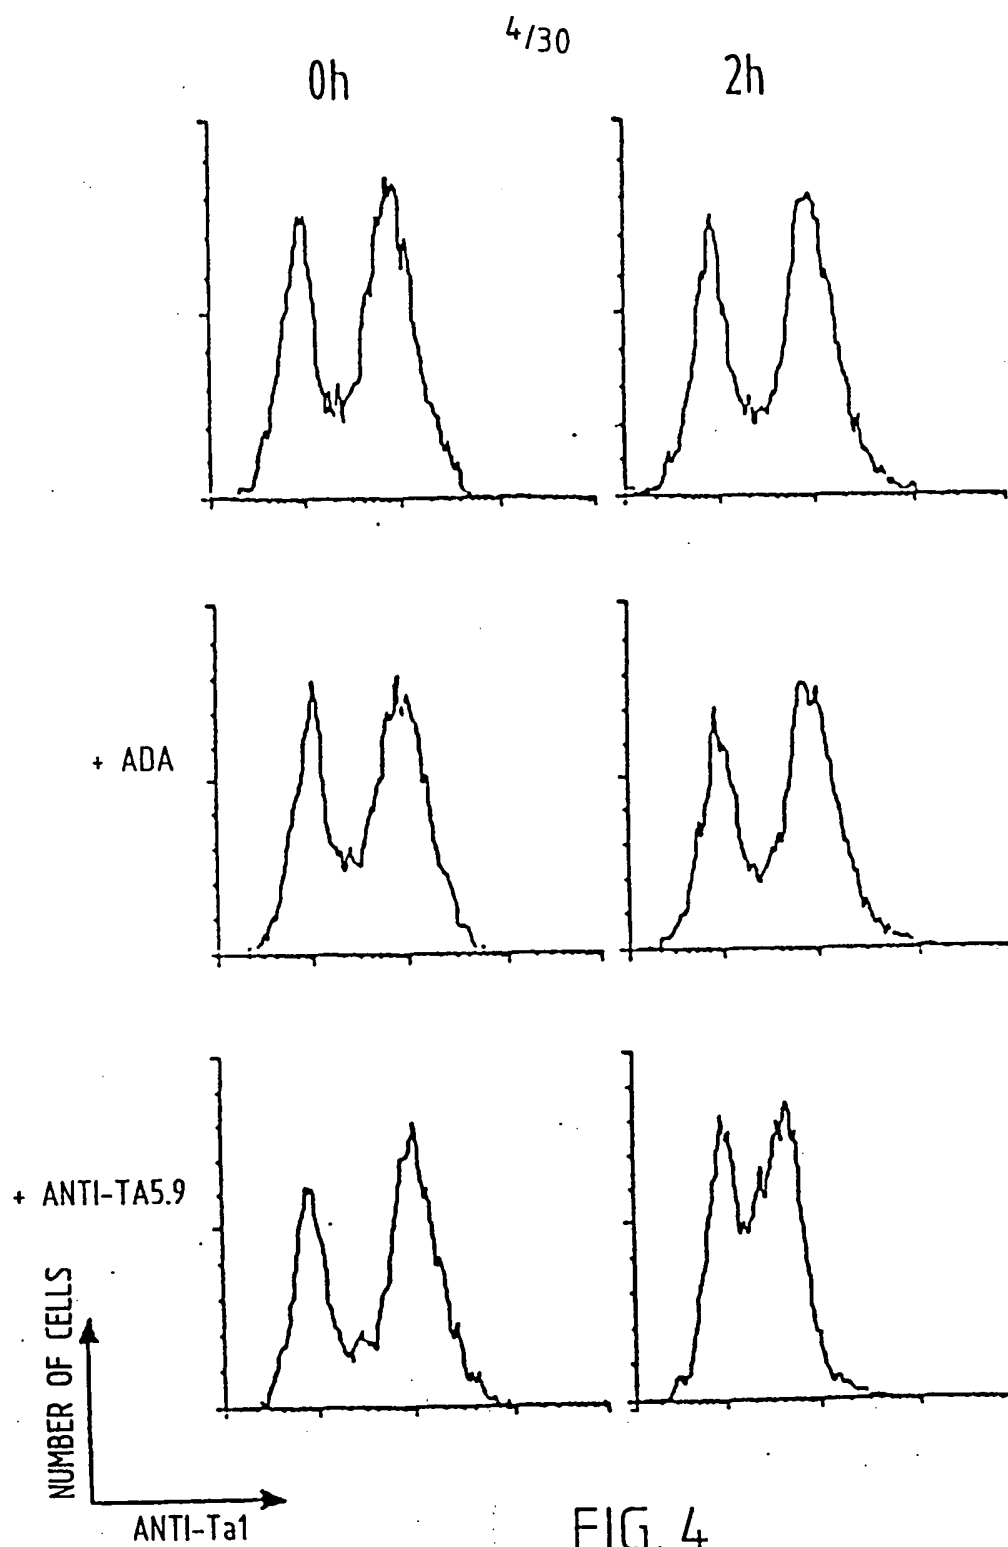 4/30
0h
2h
+ ADA
+ ANTI-TA5.9
NUMBER OF CELLS
ANTI-Ta1
FIG. 4